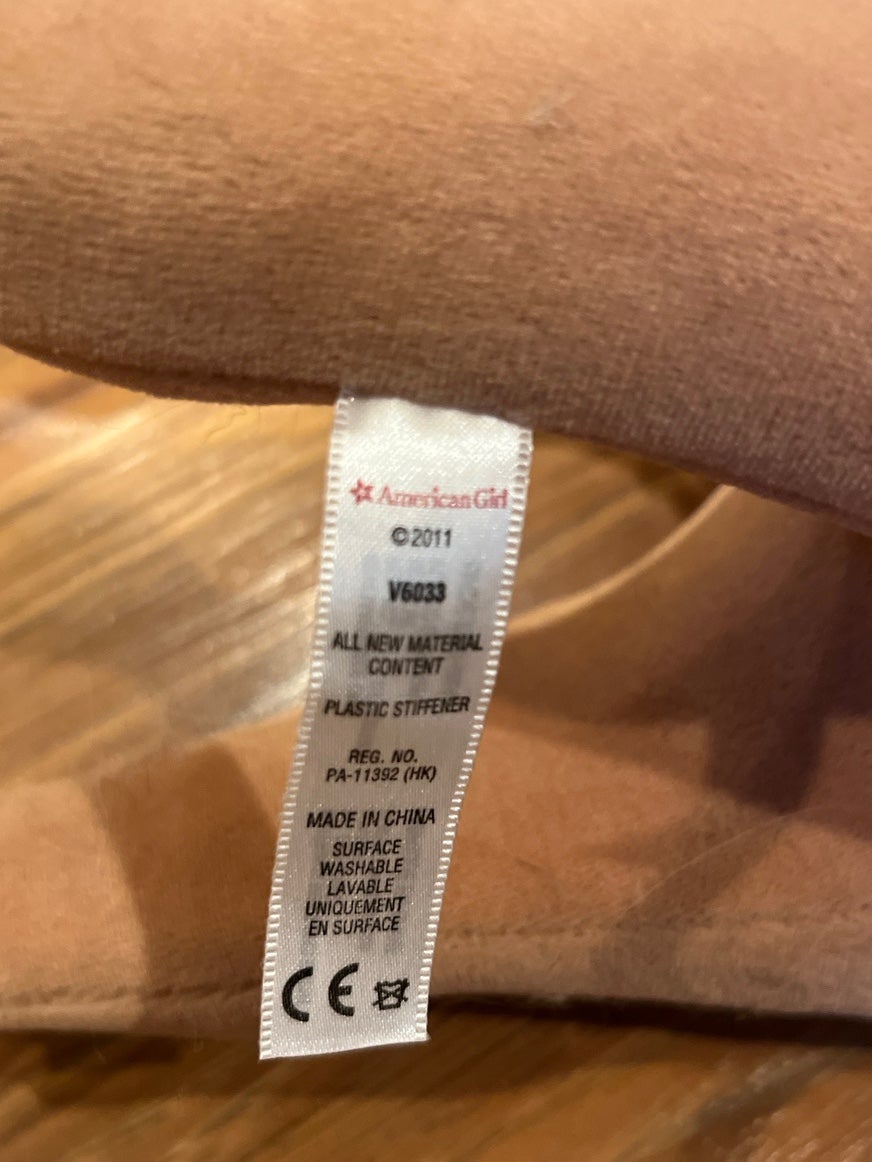 American Girl
©2011
V6033
ALL NEW MATERIAL
CONTENT
PLASTIC STIFFENER
REG. NO.
PA-11392 (HK)
MADE IN CHINA
SURFACE
WASHABLE
LAVABLE
UNIQUEMENT
EN SURFACE
CE